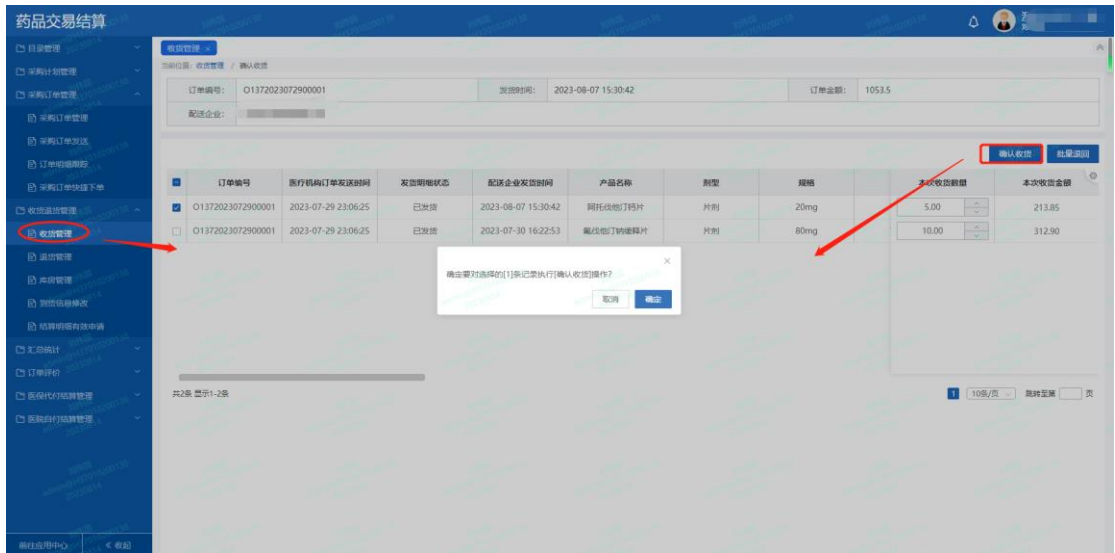 药品交易结算
目录管理
采购计划管理
采购订单管理
采购订单管理
采购订单发送
订单明细跟踪
采购订单快捷下单
收货退货管理
收货管理
退货管理
库房管理
到货信息修改
结算明细有效申请
汇总统计
订单评价
医保代付结算管理
医院自付结算管理
前往应用中心 << 收起
收货管理 ×
当前位置: 收货管理 / 确认收货
订单编号: O1372023072900001 发货时间: 2023-08-07 15:30:42 订单金额: 1053.5
配送企业:
确认收货 批量退回
订单编号 医疗机构订单发送时间 发货明细状态 配送企业发货时间 产品名称 剂型 规格 本次收货数量 本次收货金额
O1372023072900001 2023-07-29 23:06:25 已发货 2023-08-07 15:30:42 阿托伐他汀钙片 片剂 20mg 5.00 213.85
O1372023072900001 2023-07-29 23:06:25 已发货 2023-07-30 16:22:53 氟伐他汀钠缓释片 片剂 80mg 10.00 312.90
确定要对选择的[1]条记录执行[确认收货]操作?
取消 确定
共2条 显示1-2条 1 10条/页 跳转至第 页